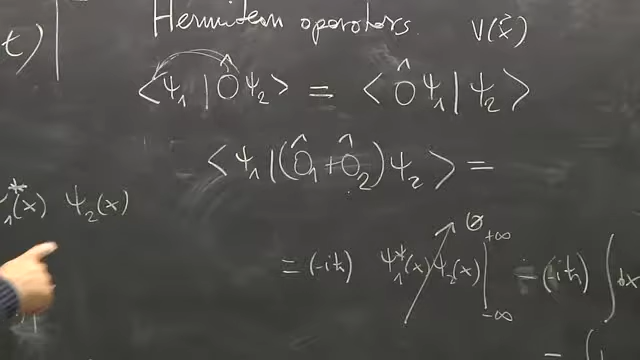 t) Hermitean operators. V(x⃗)
<ψ₁ | Ô ψ₂> = <Ô ψ₁ | ψ₂>
<ψ₁ | (Ô₁ + Ô₂) ψ₂> =
ψ₁*(x) ψ₂(x)
= (-iℏ) ψ₁*(x) ψ₂(x) |₋∞⁺∞ - (-iℏ) ∫ dx
= (